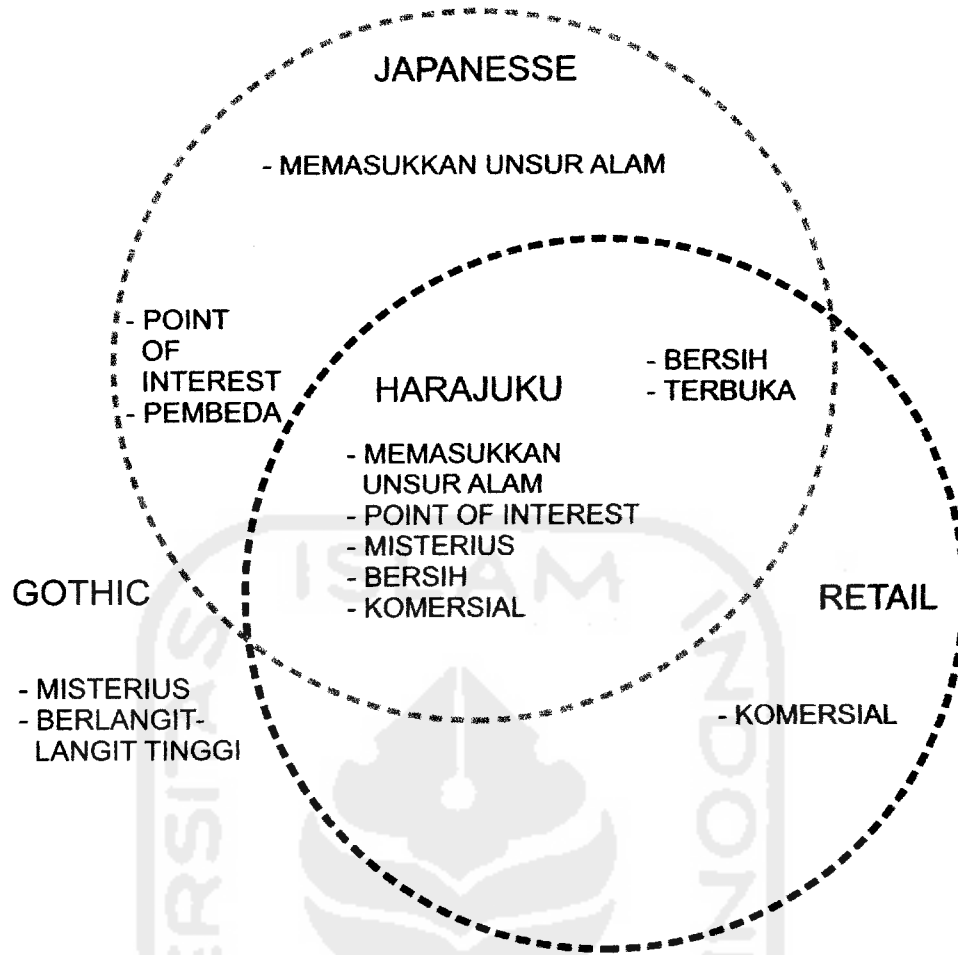 JAPANESSE
- MEMASUKKAN UNSUR ALAM
- POINT
OF
INTEREST
- PEMBEDA
- BERSIH
- TERBUKA
HARAJUKU
- MEMASUKKAN
UNSUR ALAM
- POINT OF INTEREST
- MISTERIUS
- BERSIH
- KOMERSIAL
GOTHIC
- MISTERIUS
- BERLANGIT-
LANGIT TINGGI
RETAIL
- KOMERSIAL
ISLAM